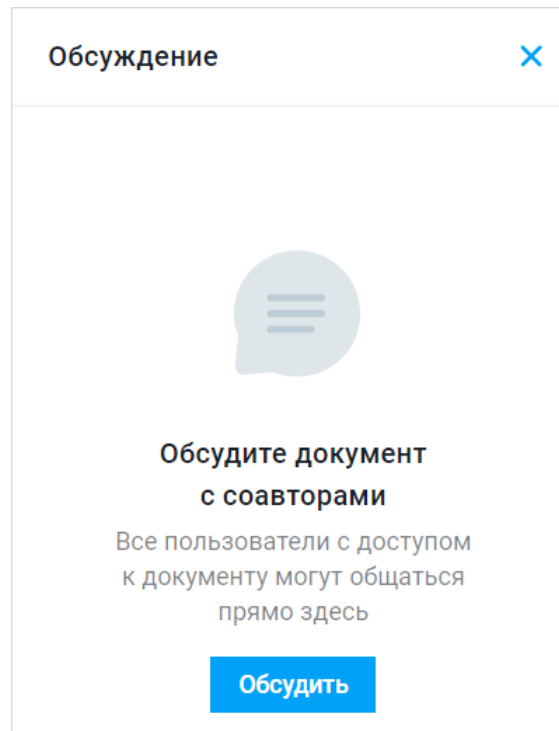 Обсуждение
Обсудите документ
с соавторами
Все пользователи с доступом
к документу могут общаться
прямо здесь
Обсудить